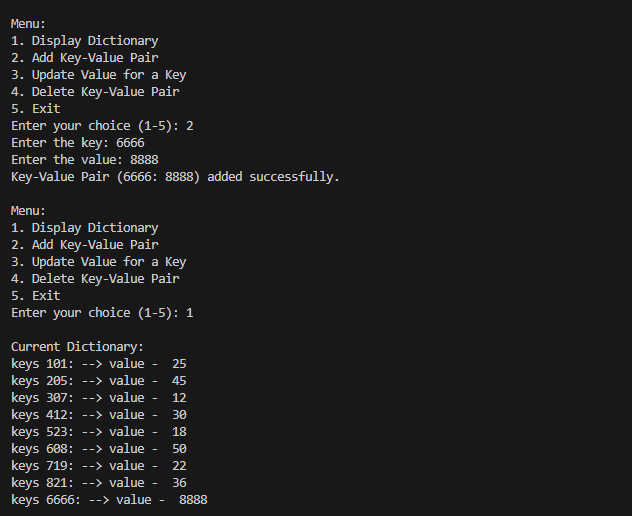 Menu:
1. Display Dictionary
2. Add Key-Value Pair
3. Update Value for a Key
4. Delete Key-Value Pair
5. Exit
Enter your choice (1-5): 2
Enter the key: 6666
Enter the value: 8888
Key-Value Pair (6666: 8888) added successfully.
Menu:
1. Display Dictionary
2. Add Key-Value Pair
3. Update Value for a Key
4. Delete Key-Value Pair
5. Exit
Enter your choice (1-5): 1
Current Dictionary:
keys 101: --> value -  25
keys 205: --> value -  45
keys 307: --> value -  12
keys 412: --> value -  30
keys 523: --> value -  18
keys 608: --> value -  50
keys 719: --> value -  22
keys 821: --> value -  36
keys 6666: --> value -  8888